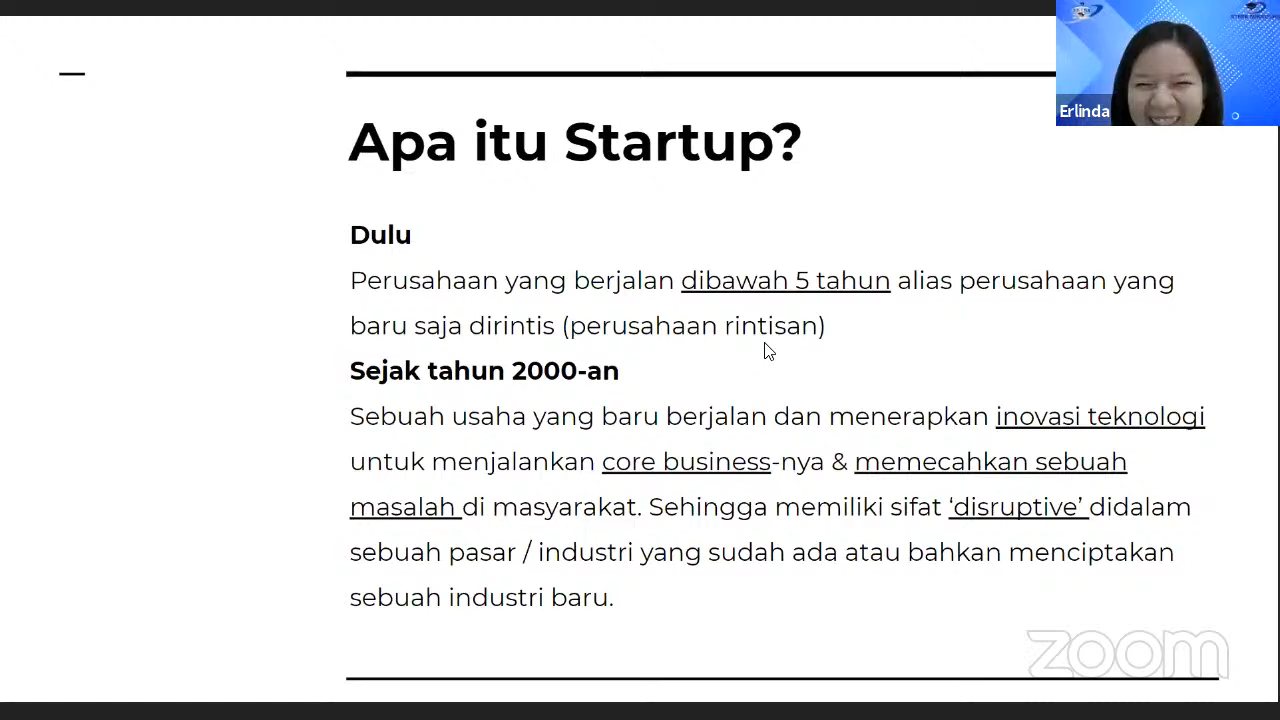 Apa itu Startup?
Dulu
Perusahaan yang berjalan dibawah 5 tahun alias perusahaan yang
baru saja dirintis (perusahaan rintisan)
Sejak tahun 2000-an
Sebuah usaha yang baru berjalan dan menerapkan inovasi teknologi
untuk menjalankan core business-nya & memecahkan sebuah
masalah di masyarakat. Sehingga memiliki sifat ‘disruptive’ didalam
sebuah pasar / industri yang sudah ada atau bahkan menciptakan
sebuah industri baru.
Erlinda
zoom